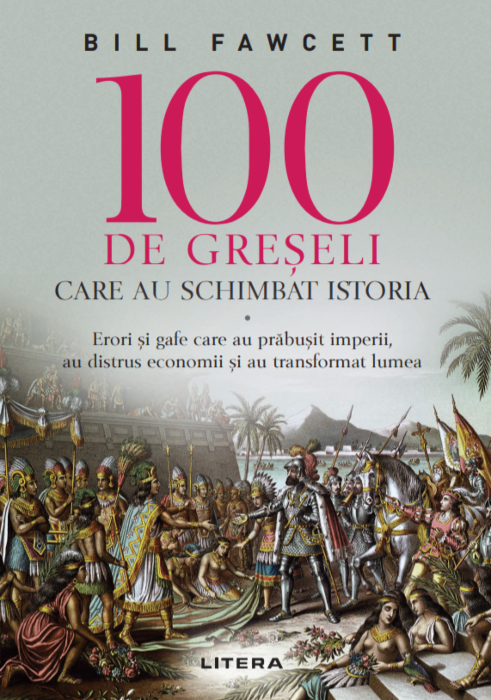 BILL FAWCETT
100
DE GREȘELI
CARE AU SCHIMBAT ISTORIA
•
Erori și gafe care au prăbușit imperii,
au distrus economii și au transformat lumea
LITERA